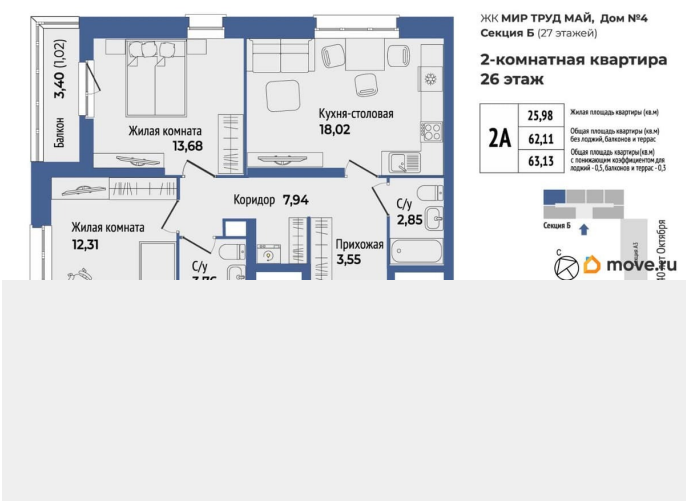 ЖК МИР ТРУД МАЙ, Дом №4
Секция Б (27 этажей)
2-комнатная квартира
26 этаж
2А
25,98 Жилая площадь квартиры (кв.м)
62,11 Общая площадь квартиры (кв.м)
без лоджий, балконов и террас
63,13 Общая площадь квартиры (кв.м)
с понижающим коэффициентом для
лоджий - 0,5, балконов и террас - 0,3
Балкон 3,40 (1,02)
Жилая комната
13,68
Кухня-столовая
18,02
Коридор 7,94
С/у
2,85
Жилая комната
12,31
Прихожая
3,55
С/у
Секция Б
С
move.ru